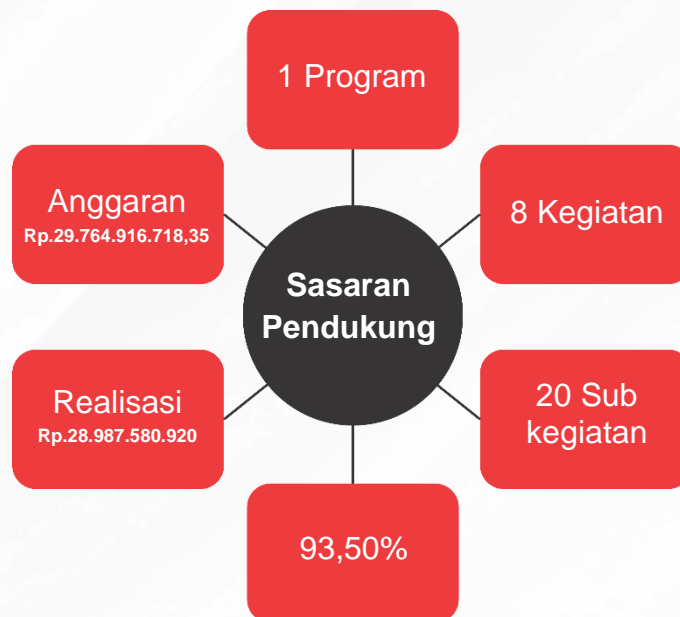 1 Program
Anggaran
Rp.29.764.916.718,35
8 Kegiatan
Sasaran
Pendukung
Realisasi
Rp.28.987.580.920
20 Sub
kegiatan
93,50%